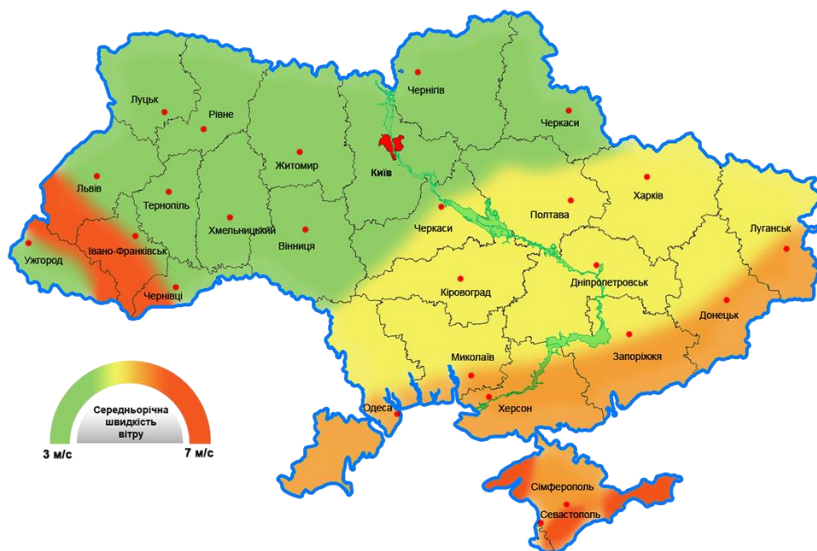 Чернігів
Луцьк
Рівне
Черкаси
Житомир
Київ
Львів
Харків
Тернопіль
Полтава
Хмельницький
Черкаси
Вінниця
Луганськ
Івано-Франківськ
Ужгород
Дніпропетровськ
Кіровоград
Чернівці
Донецьк
Запоріжжя
Миколаїв
Одеса
Херсон
Середньорічна
швидкість
вітру
3 м/с
7 м/с
Сімферополь
Севастополь